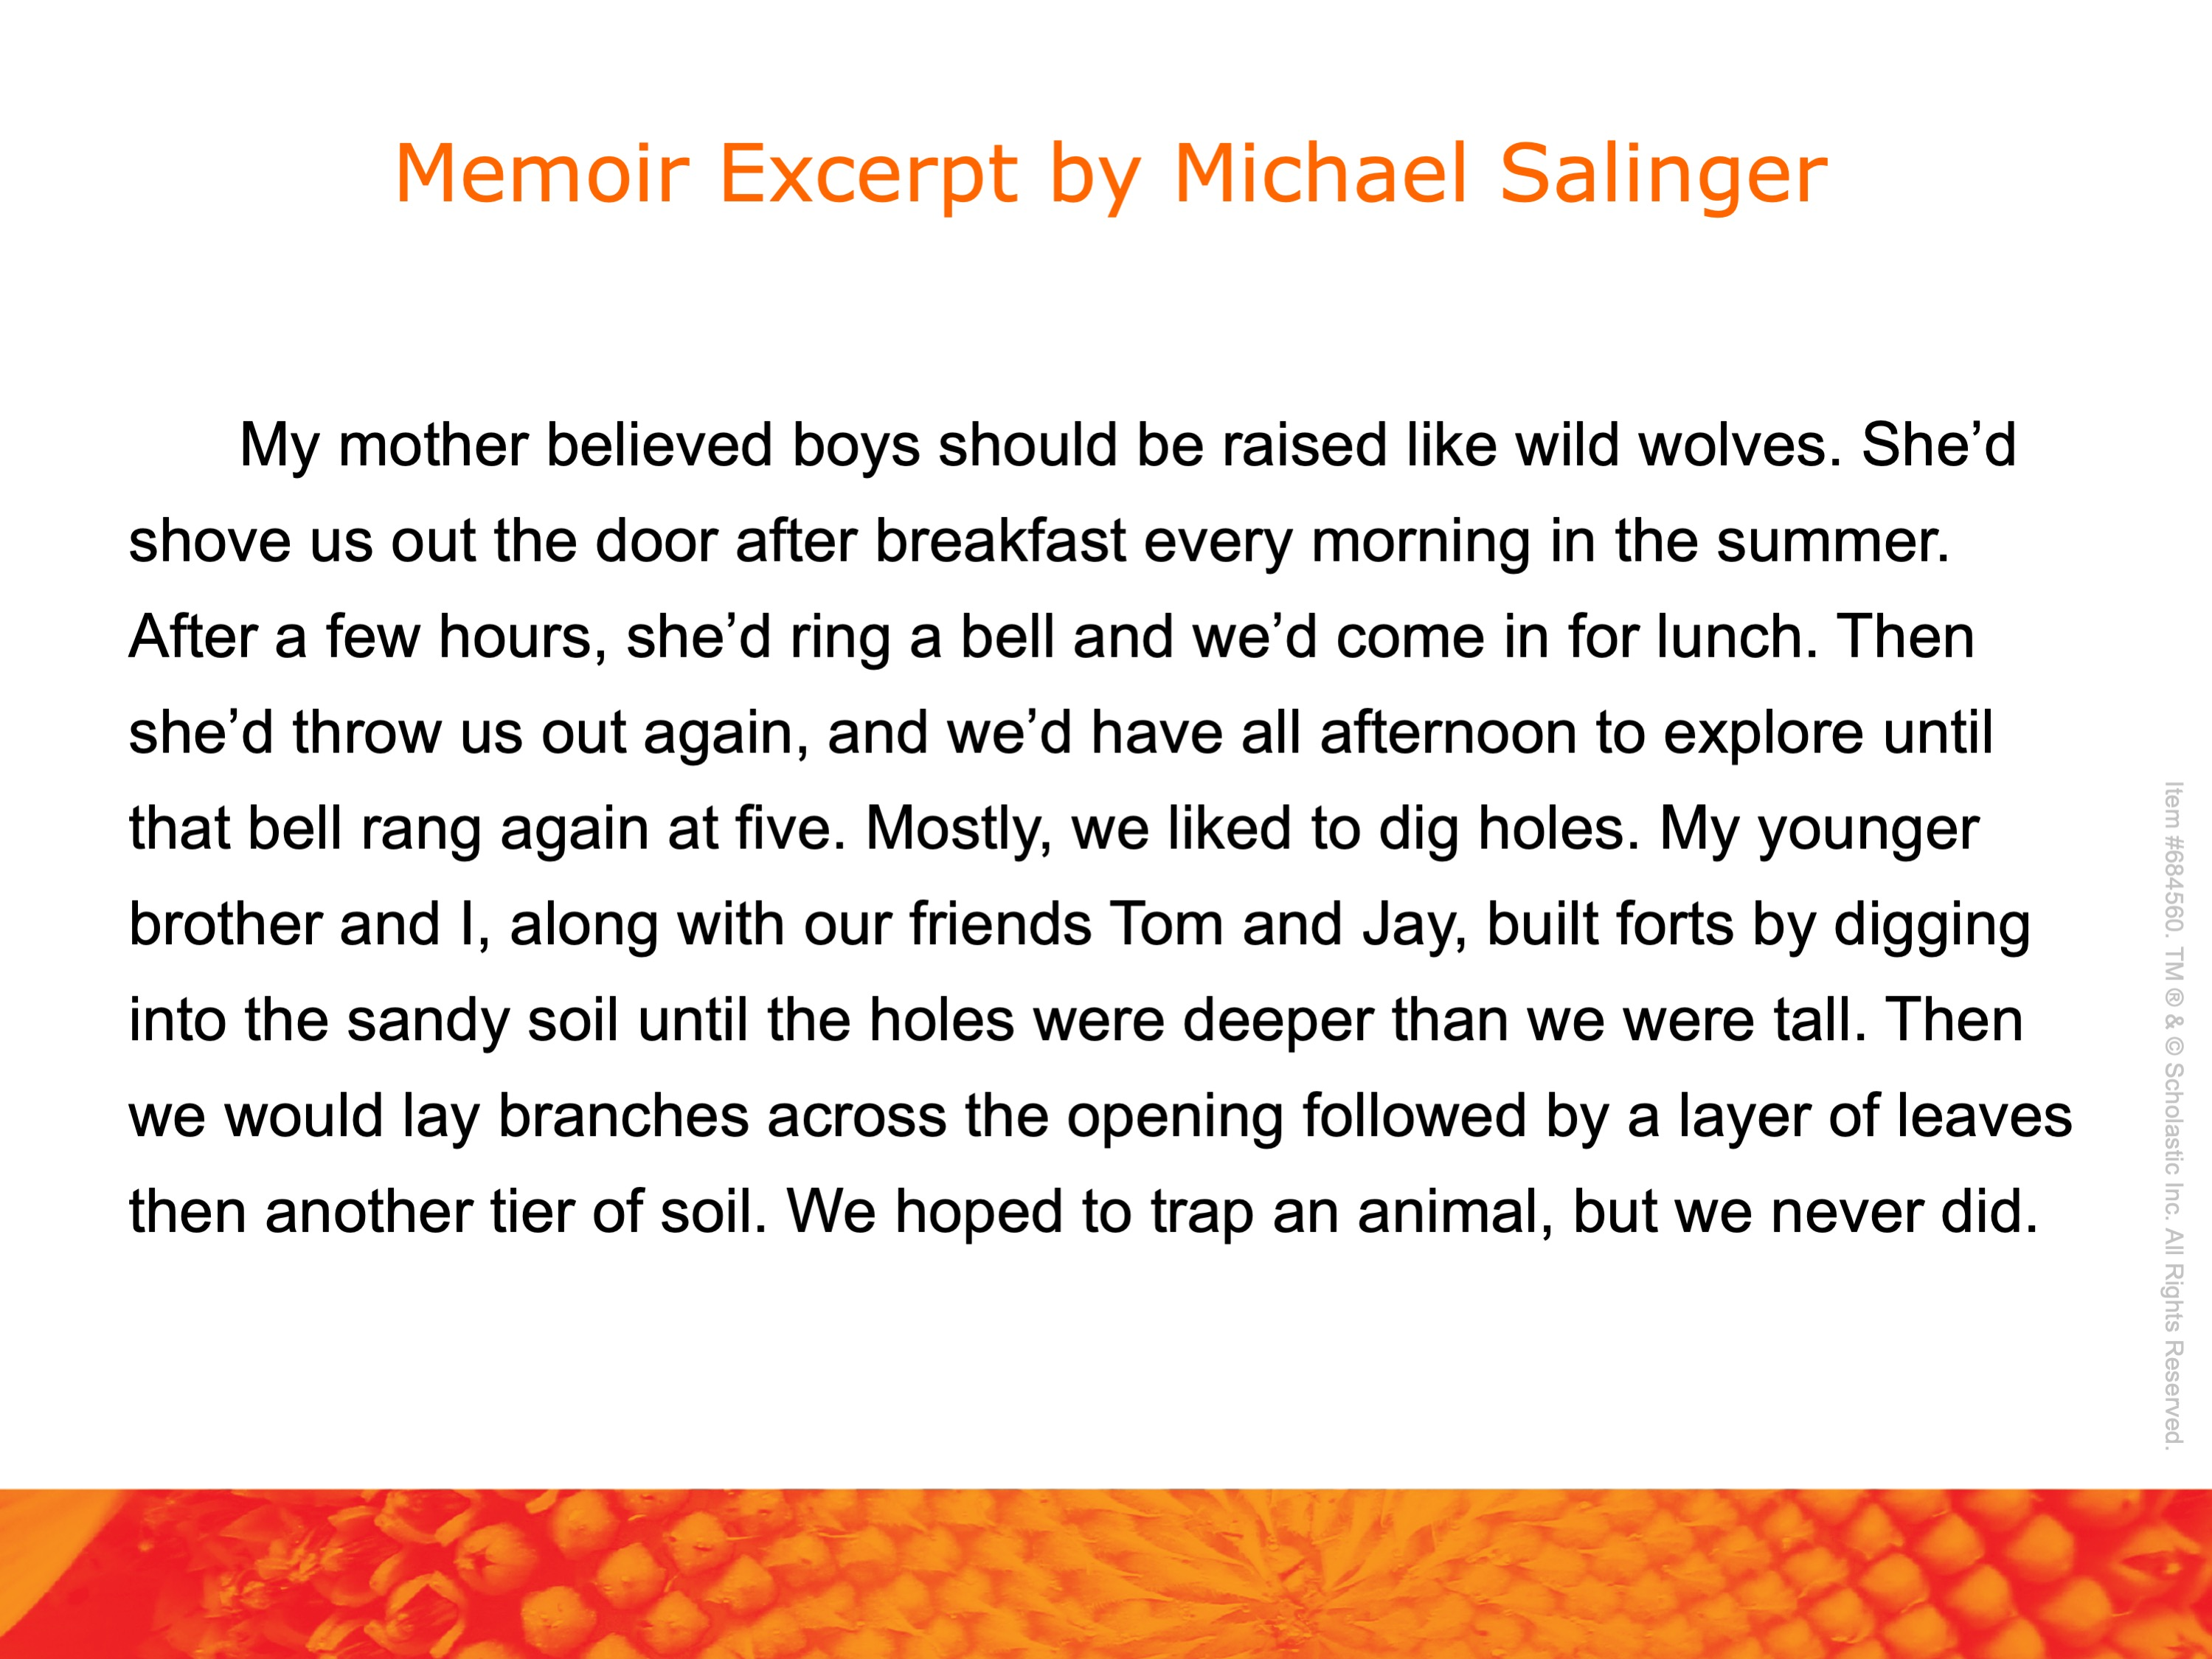 Memoir Excerpt by Michael Salinger
My mother believed boys should be raised like wild wolves. She’d
shove us out the door after breakfast every morning in the summer.
After a few hours, she’d ring a bell and we’d come in for lunch. Then
she’d throw us out again, and we’d have all afternoon to explore until
that bell rang again at five. Mostly, we liked to dig holes. My younger
brother and I, along with our friends Tom and Jay, built forts by digging
into the sandy soil until the holes were deeper than we were tall. Then
we would lay branches across the opening followed by a layer of leaves
then another tier of soil. We hoped to trap an animal, but we never did.
Item #684560. TM ® & © Scholastic Inc. All Rights Reserved.